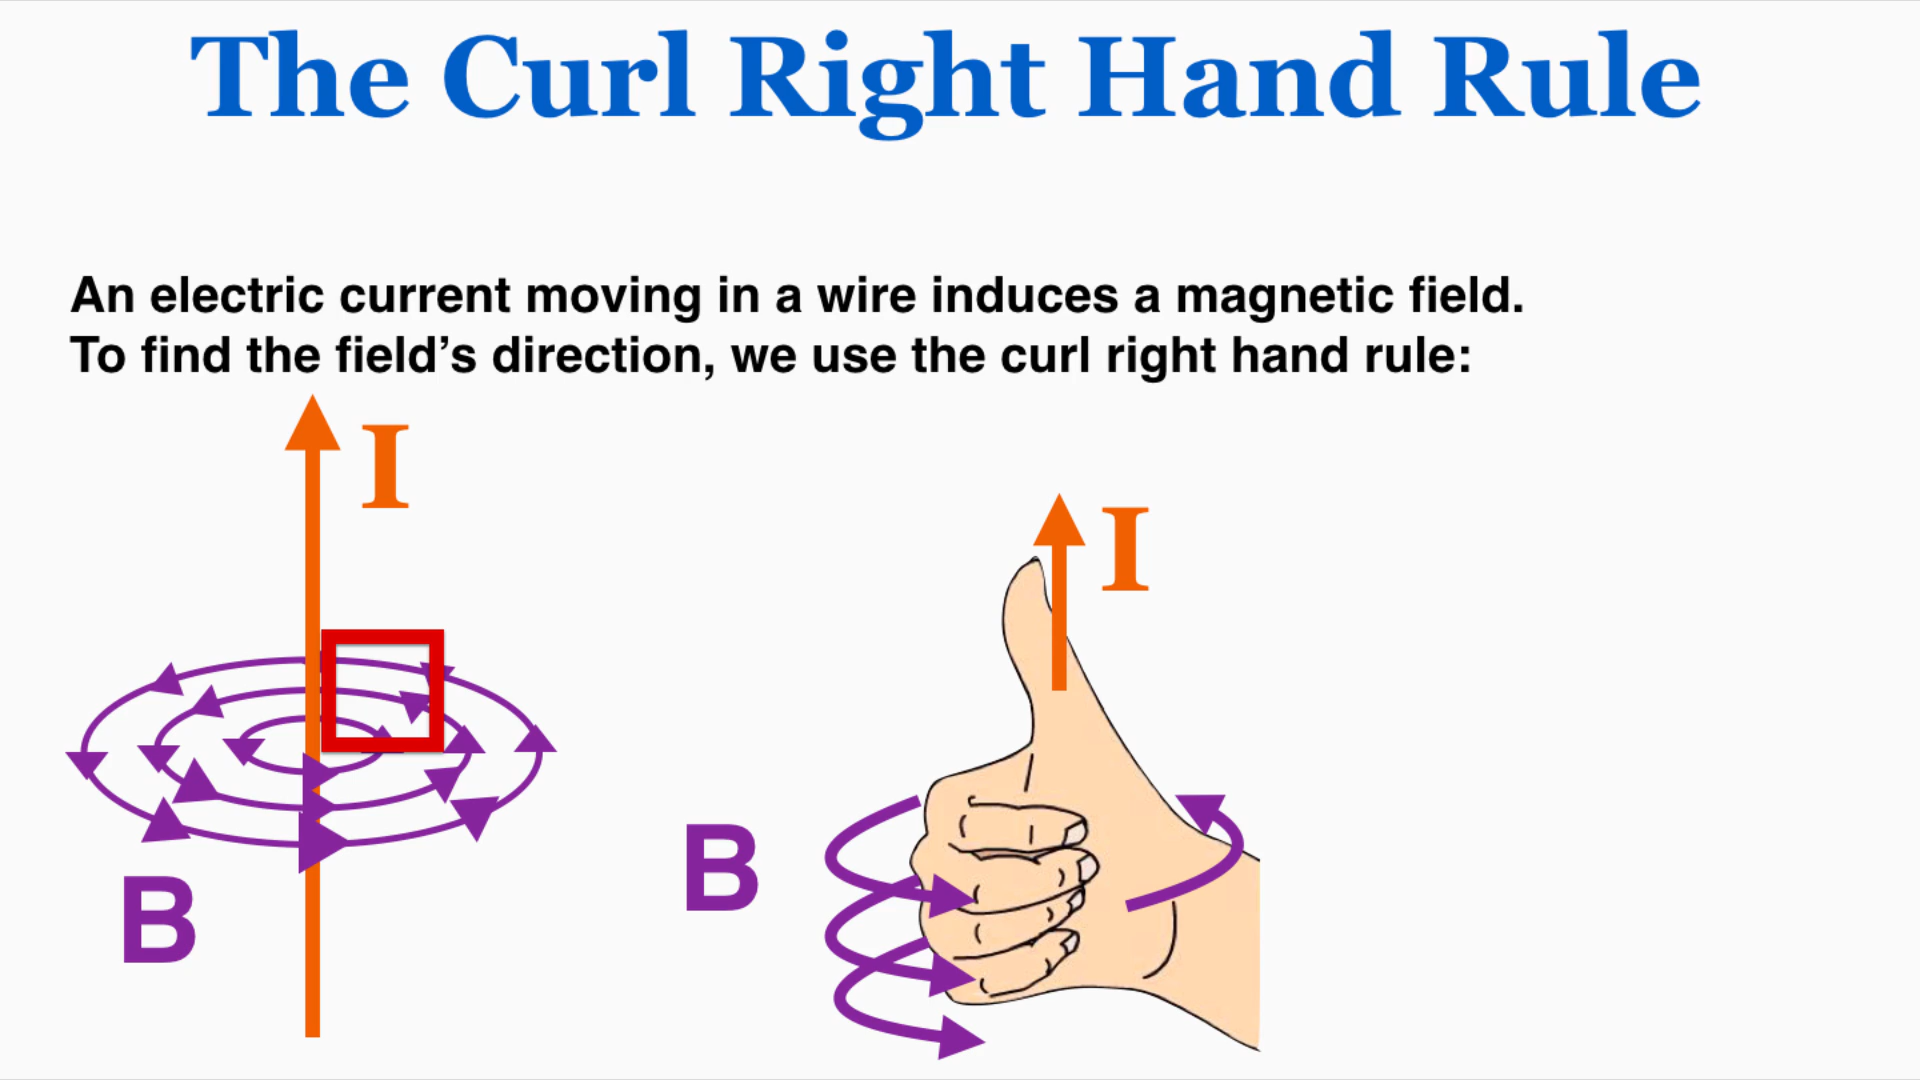 The Curl Right Hand Rule
An electric current moving in a wire induces a magnetic field.
To find the field’s direction, we use the curl right hand rule:
I
I
B
B